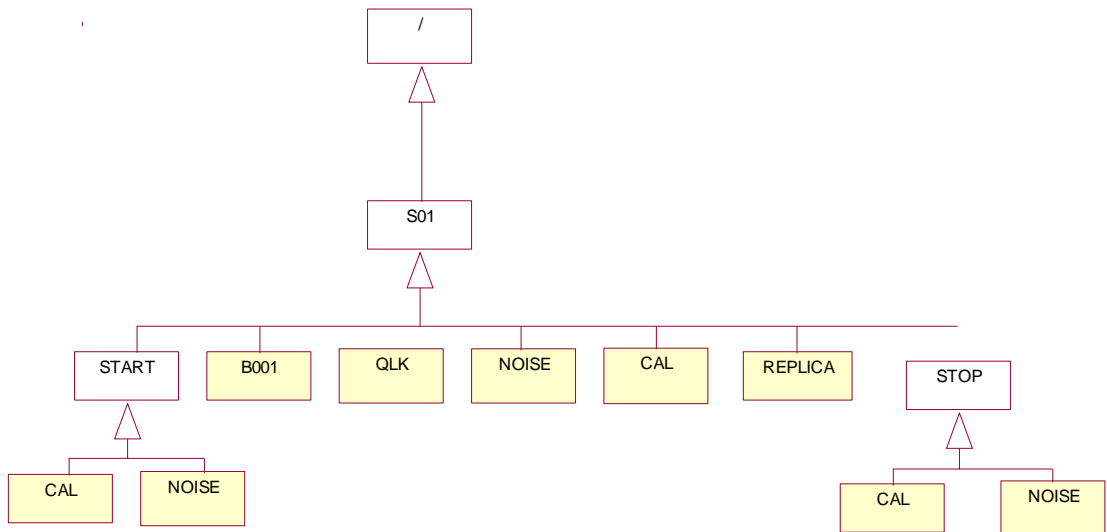 /
S01
START
B001
QLK
NOISE
CAL
REPLICA
STOP
CAL
NOISE
CAL
NOISE